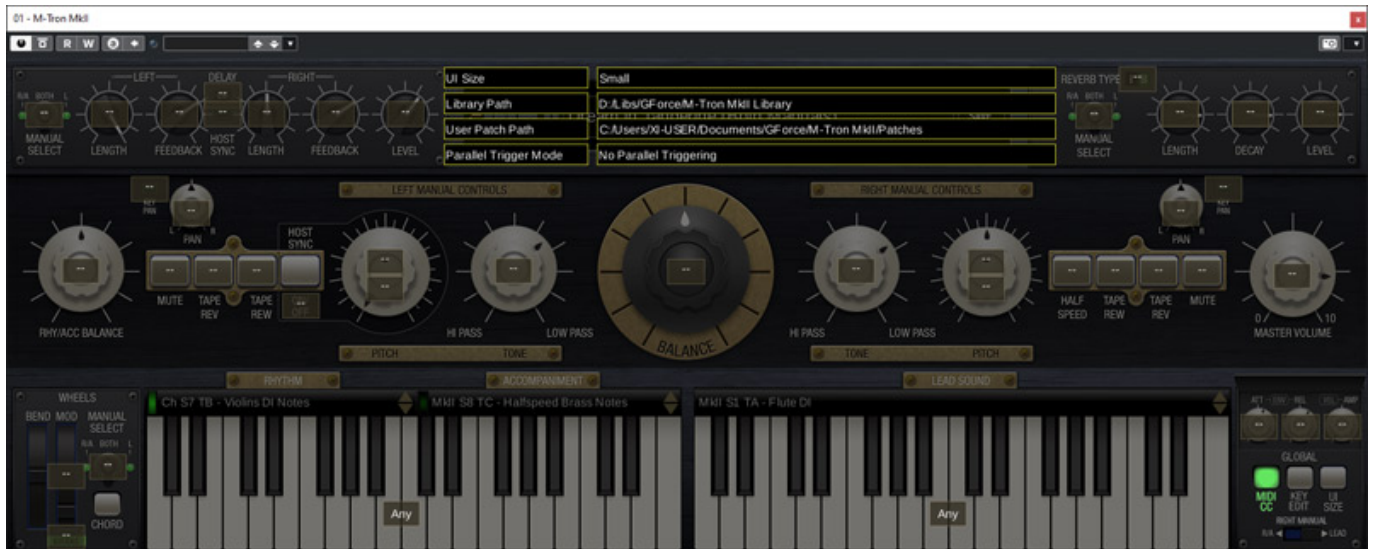 01 - M-Tron MkII
R W
LEFT DELAY RIGHT
UI Size Small
REVERB TYPE
R/A BOTH L
Library Path D:/Libs/GForce/M-Tron MkII Library
R/A BOTH L
User Patch Path C:/Users/XI-USER/Documents/GForce/M-Tron MkII/Patches
MANUAL SELECT LENGTH FEEDBACK HOST SYNC LENGTH FEEDBACK LEVEL
Parallel Trigger Mode No Parallel Triggering
MANUAL SELECT LENGTH DECAY LEVEL
LEFT MANUAL CONTROLS
RIGHT MANUAL CONTROLS
KEY PAN
L R
PAN
HOST SYNC
KEY PAN
L R
PAN
MUTE TAPE REV TAPE REW OFF
HALF SPEED TAPE REW TAPE REV MUTE
RHY/ACC BALANCE
HI PASS LOW PASS
BALANCE
HI PASS LOW PASS
0 10
MASTER VOLUME
PITCH TONE
TONE PITCH
RHYTHM
ACCOMPANIMENT
LEAD SOUND
WHEELS
Ch S7 TB - Violins DI Notes
MkII S8 TC - Halfspeed Brass Notes
MkII S1 TA - Flute DI
BEND MOD MANUAL SELECT
R/A BOTH L
ATT REL REL AMP
GLOBAL
CHORD
Any
Any
MIDI CC KEY EDIT UI SIZE
RIGHT MANUAL
R/A LEAD